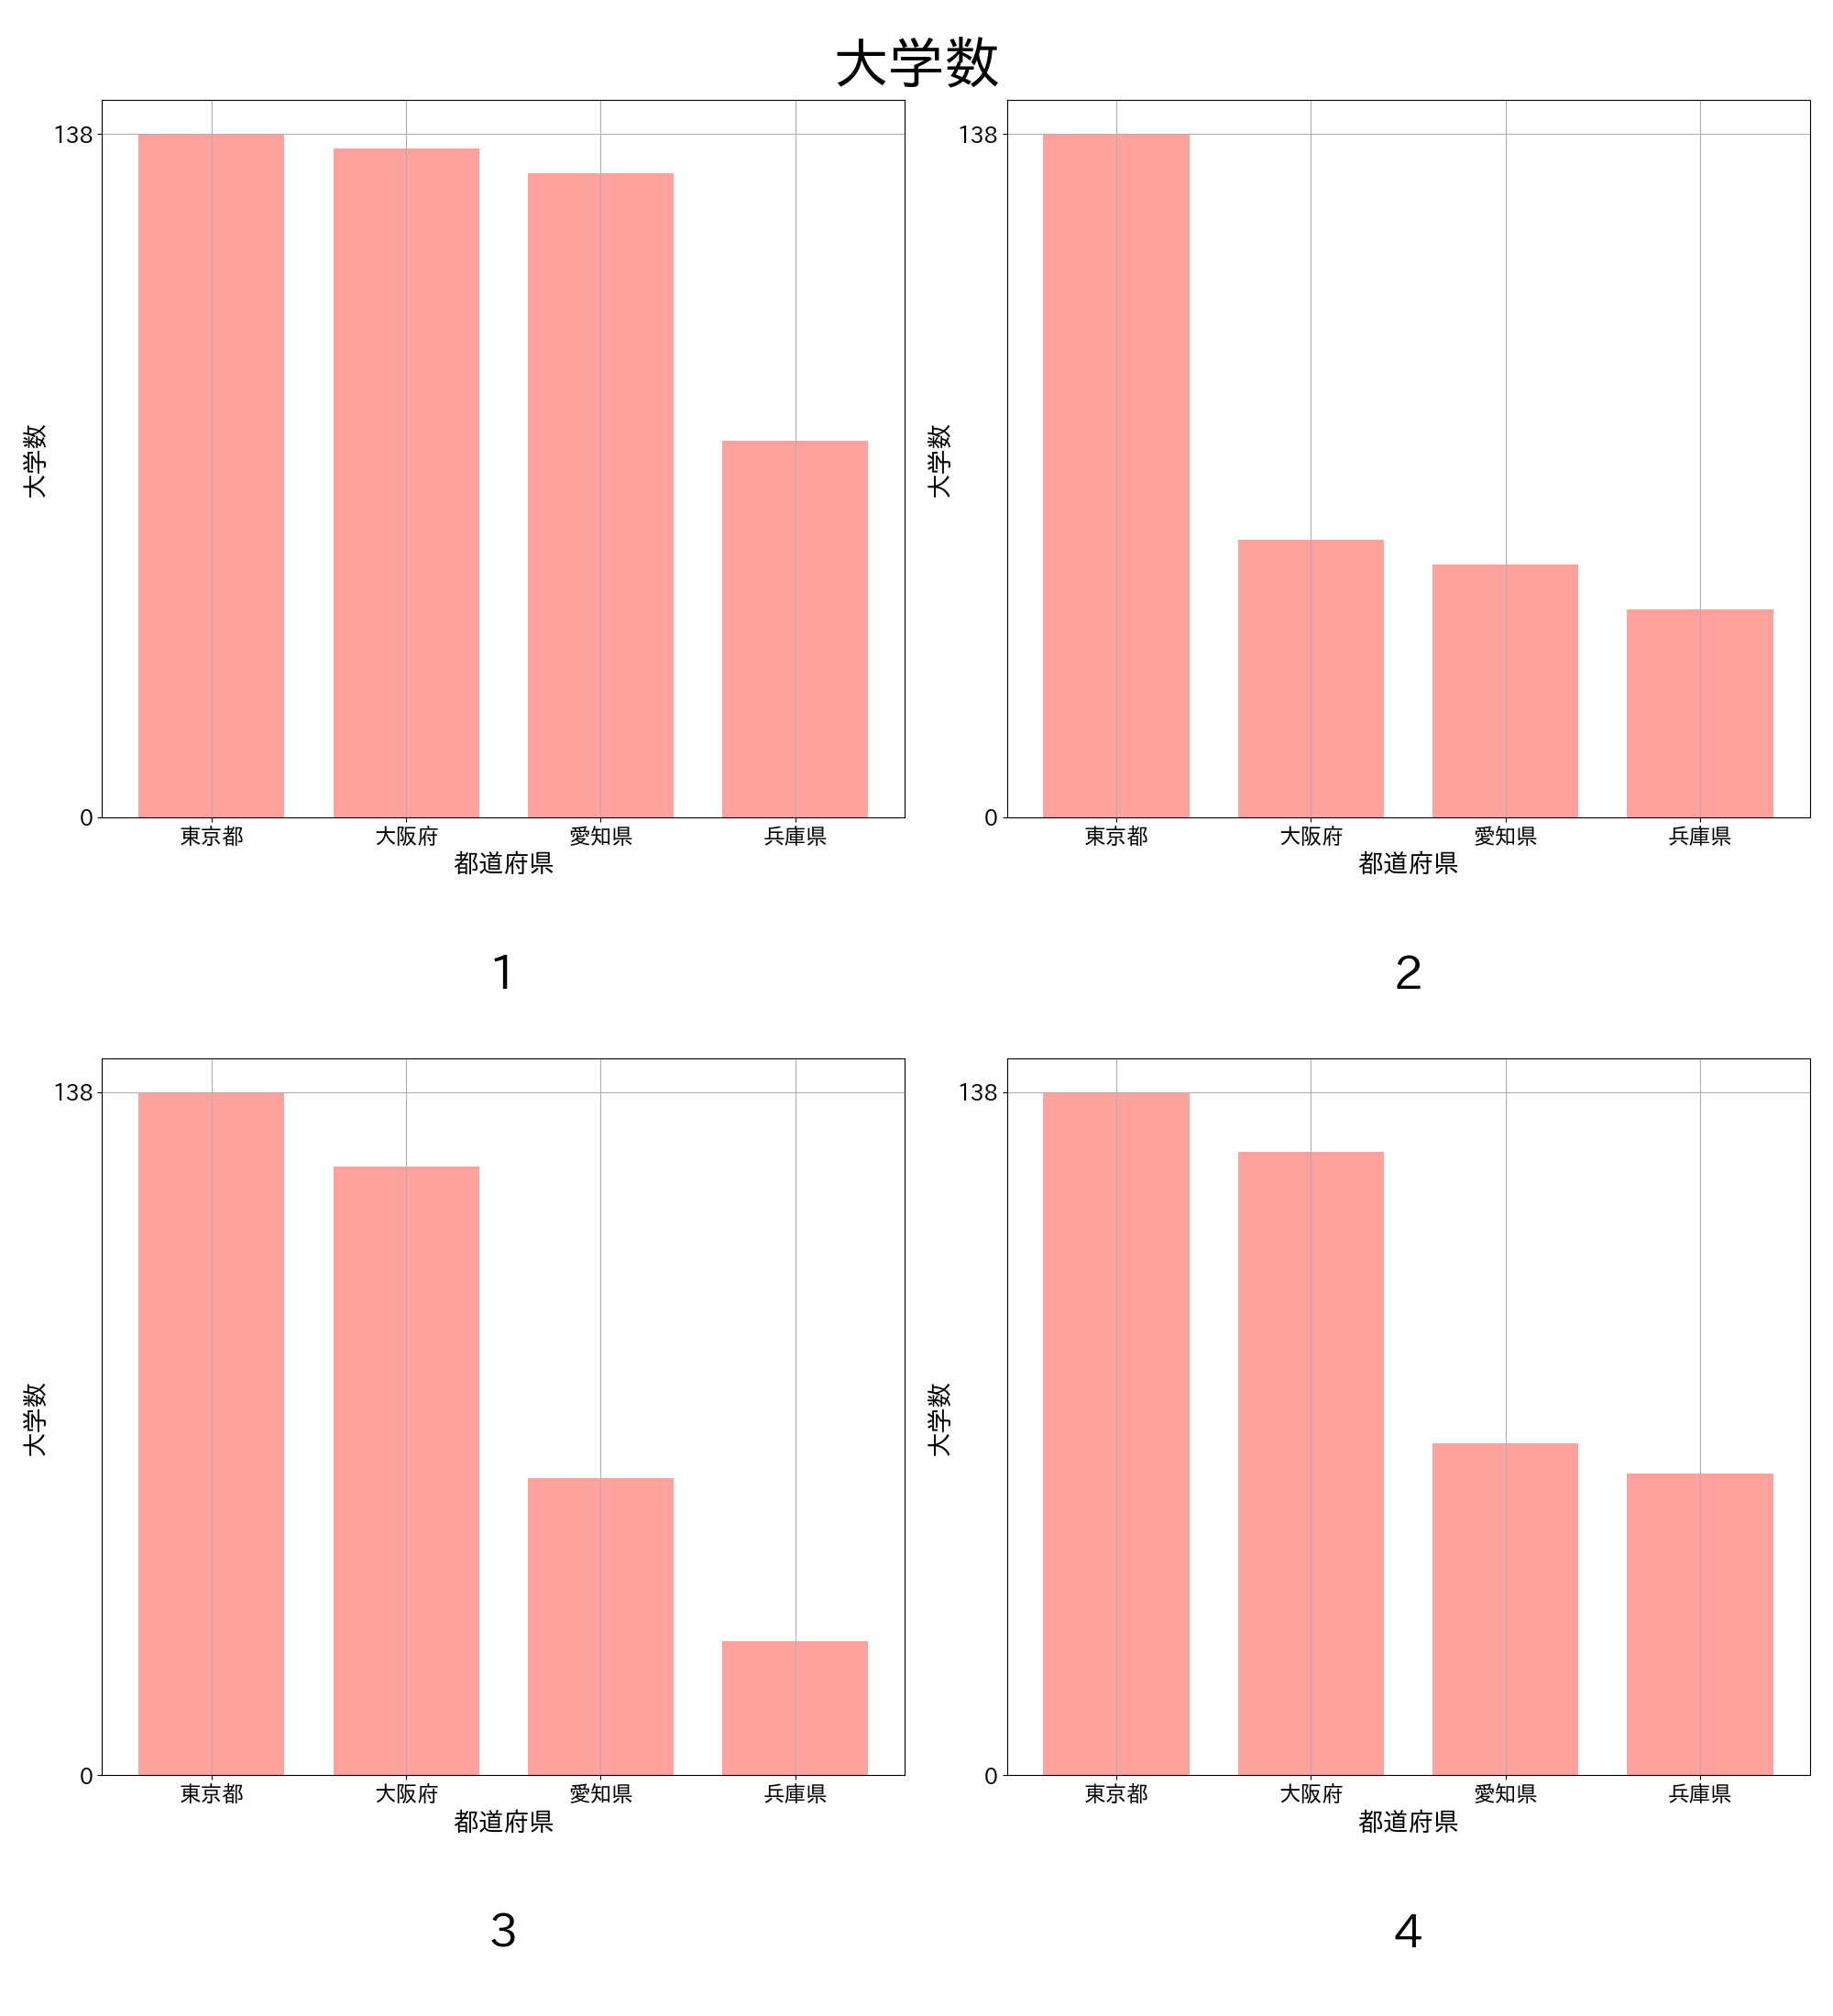 大学数
138
0
大学数
東京都 大阪府 愛知県 兵庫県
都道府県
1
138
0
大学数
東京都 大阪府 愛知県 兵庫県
都道府県
2
138
0
大学数
東京都 大阪府 愛知県 兵庫県
都道府県
3
138
0
大学数
東京都 大阪府 愛知県 兵庫県
都道府県
4